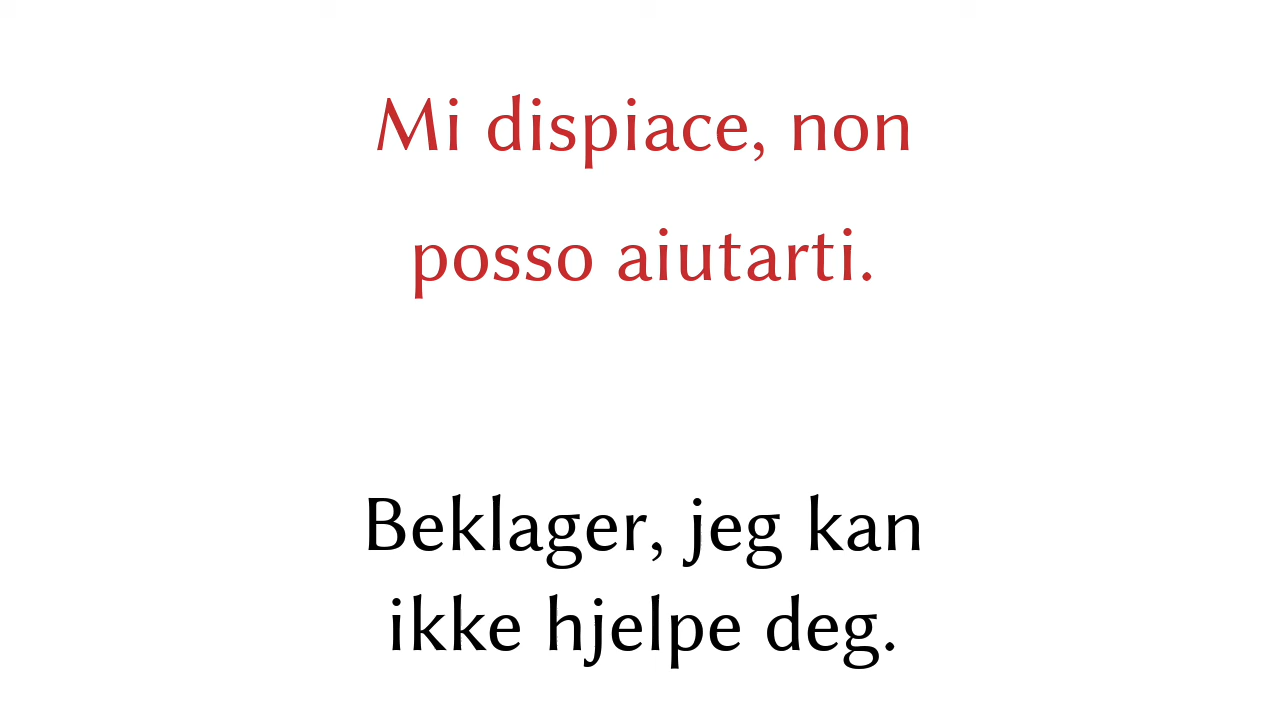 Mi dispiace, non
posso aiutarti.
Beklager, jeg kan
ikke hjelpe deg.